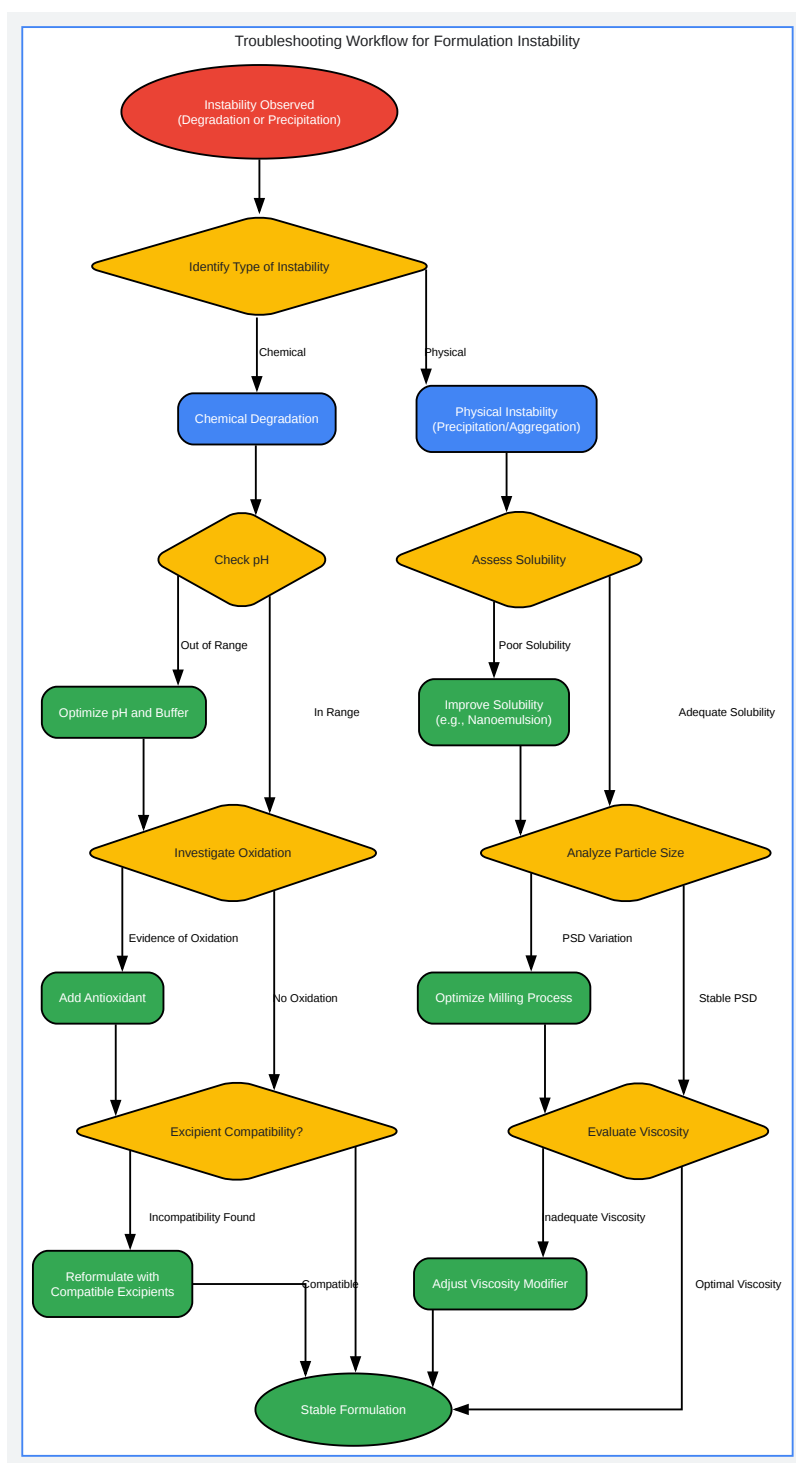 Troubleshooting Workflow for Formulation Instability
Instability Observed
(Degradation or Precipitation)
Identify Type of Instability
Chemical
Physical
Chemical Degradation
Physical Instability
(Precipitation/Aggregation)
Check pH
Assess Solubility
Out of Range
Poor Solubility
Optimize pH and Buffer
In Range
Improve Solubility
(e.g., Nanoemulsion)
Adequate Solubility
Investigate Oxidation
Analyze Particle Size
Evidence of Oxidation
PSD Variation
Add Antioxidant
No Oxidation
Optimize Milling Process
Stable PSD
Excipient Compatibility?
Evaluate Viscosity
Incompatibility Found
Inadequate Viscosity
Reformulate with
Compatible Excipients
Compatible
Adjust Viscosity Modifier
Optimal Viscosity
Stable Formulation